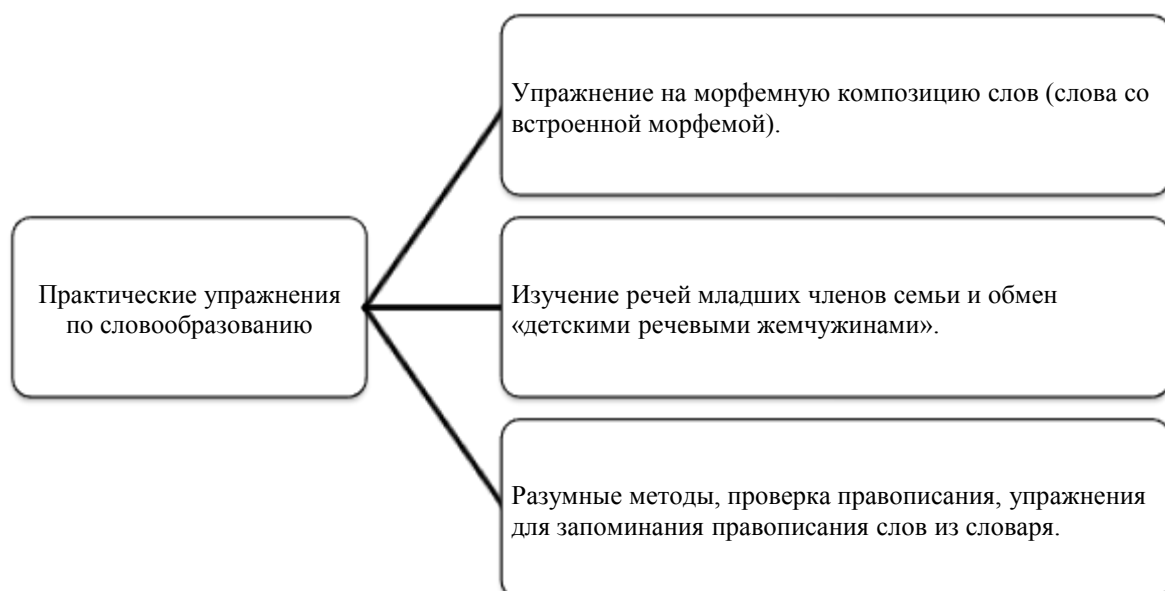 Практические упражнения
по словообразованию
Упражнение на морфемную композицию слов (слова со
встроенной морфемой).
Изучение речей младших членов семьи и обмен
«детскими речевыми жемчужинами».
Разумные методы, проверка правописания, упражнения
для запоминания правописания слов из словаря.